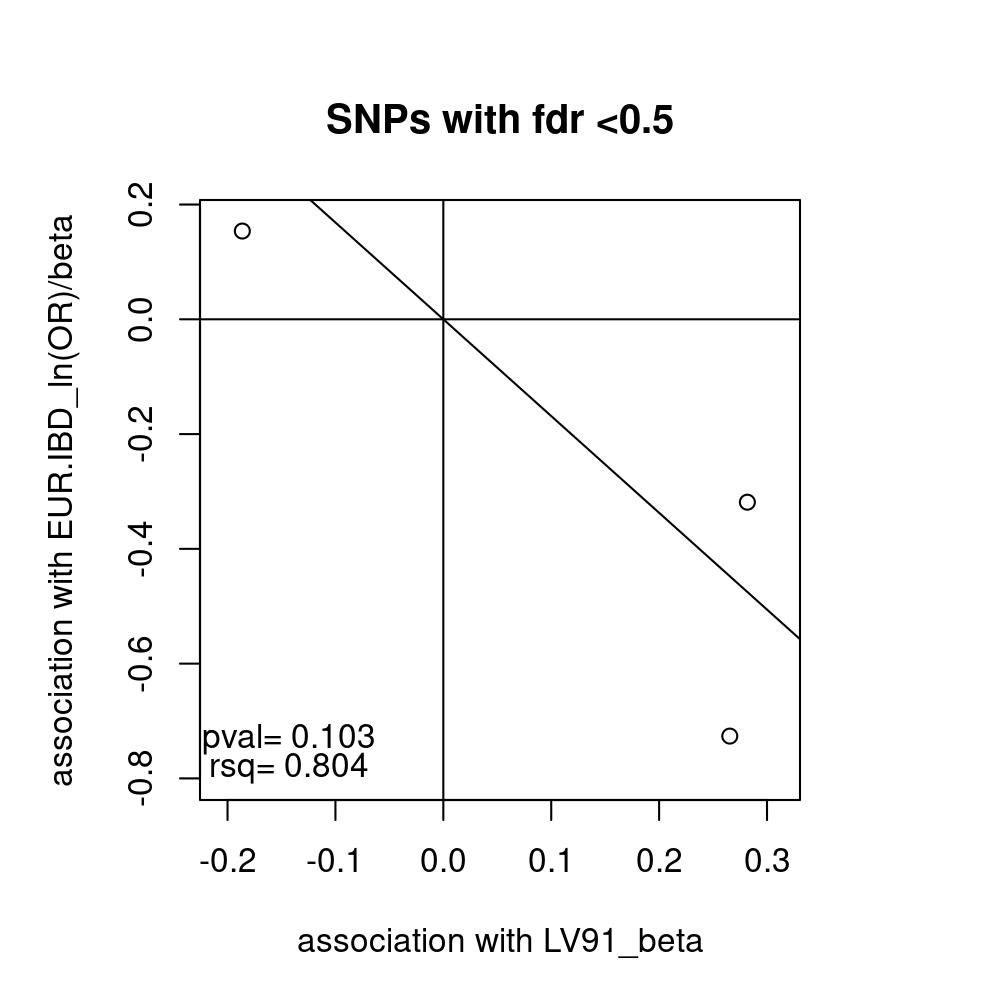 SNPs with fdr <0.5
association with EUR.IBD_ln(OR)/beta
0.2
0.0
-0.2
-0.4
-0.6
-0.8
pval= 0.103
rsq= 0.804
-0.2 -0.1 0.0 0.1 0.2 0.3
association with LV91_beta